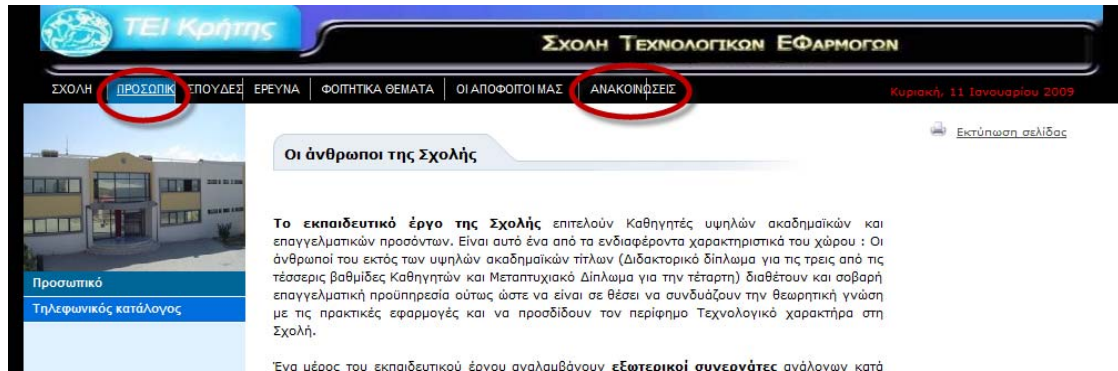 ΤΕΙ Κρήτης
Σχολη Τεχνολογικων Εφαρμογων
ΣΧΟΛΗ ΠΡΟΣΩΠΙΚ ΣΠΟΥΔΕΣ ΕΡΕΥΝΑ ΦΟΙΤΗΤΙΚΑ ΘΕΜΑΤΑ ΟΙ ΑΠΟΦΟΙΤΟΙ ΜΑΣ ΑΝΑΚΟΙΝΩΣΕΙΣ
Κυριακή, 11 Ιανουαρίου 2009
Εκτύπωση σελίδας
Οι άνθρωποι της Σχολής
Το εκπαιδευτικό έργο της Σχολής επιτελούν Καθηγητές υψηλών ακαδημαϊκών και
επαγγελματικών προσόντων. Είναι αυτό ένα από τα ενδιαφέροντα χαρακτηριστικά του χώρου : Οι
άνθρωποί του εκτός των υψηλών ακαδημαϊκών τίτλων (Διδακτορικό δίπλωμα για τις τρεις από τις
τέσσερις βαθμίδες Καθηγητών και Μεταπτυχιακό Δίπλωμα για την τέταρτη) διαθέτουν και σοβαρή
επαγγελματική προϋπηρεσία ούτως ώστε να είναι σε θέσει να συνδυάζουν την θεωρητική γνώση
με τις πρακτικές εφαρμογές και να προσδίδουν τον περίφημο Τεχνολογικό χαρακτήρα στη
Σχολή.
Ένα μέρος του εκπαιδευτικού έργου αναλαμβάνουν εξωτερικοί συνεργάτες ανάλογων κατά
Προσωπικό
Τηλεφωνικός κατάλογος